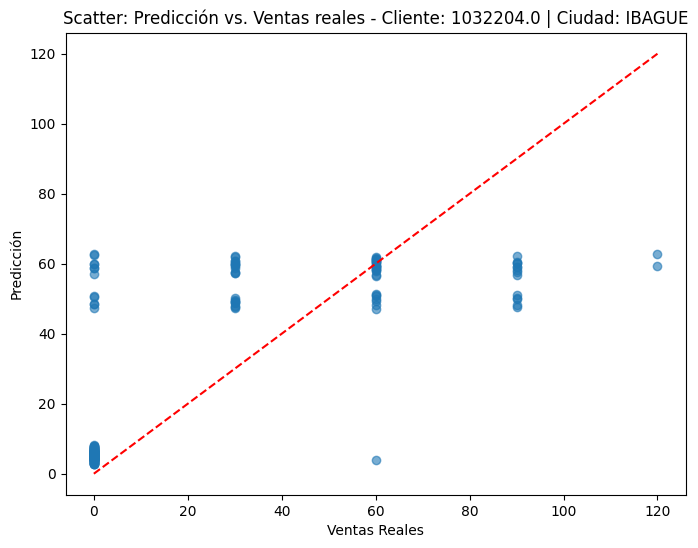 Scatter: Predicción vs. Ventas reales - Cliente: 1032204.0 | Ciudad: IBAGUE
120
100
80
60
40
20
0
Predicción
0 20 40 60 80 100 120
Ventas Reales